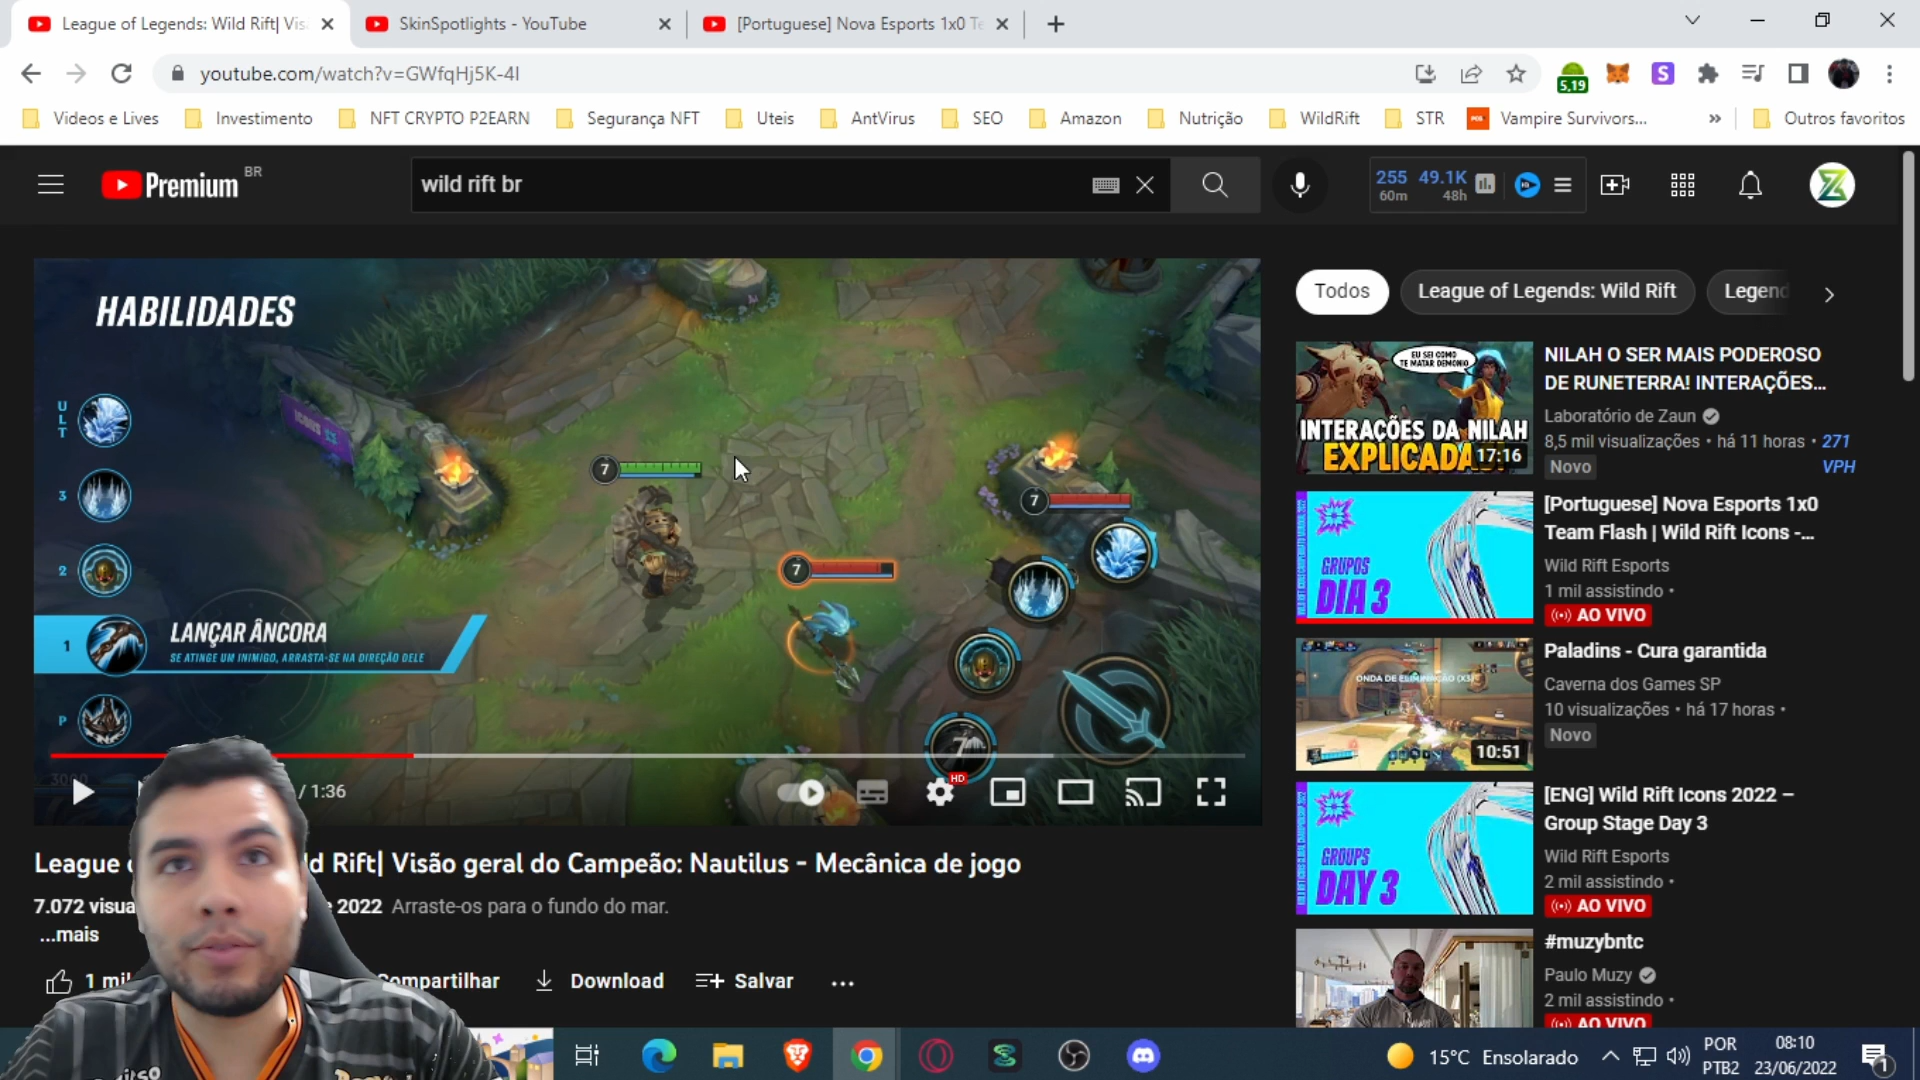 League of Legends: Wild Rift| Vis
SkinSpotlights - YouTube
[Portuguese] Nova Esports 1x0 Te
youtube.com/watch?v=GWfqHj5K-4I
5,19
Videos e Lives
Investimento
NFT CRYPTO P2EARN
Segurança NFT
Uteis
AntVirus
SEO
Amazon
Nutrição
WildRift
STR
Vampire Survivors...
»
Outros favoritos
Premium BR
wild rift br
255 49.1K
60m 48h
HABILIDADES
ULT
3
2
1
LANÇAR ÂNCORA
SE ATINGE UM INIMIGO, ARRASTA-SE NA DIREÇÃO DELE
P
7
7
7
7
/ 1:36
HD
League
ld Rift| Visão geral do Campeão: Nautilus - Mecânica de jogo
7.072 visua
2022 Arraste-os para o fundo do mar.
...mais
1 mil
ompartilhar
Download
Salvar
...
Todos
League of Legends: Wild Rift
Legend
EU SEI COMO
TE MATAR DEMONIO
INTERAÇÕES DA NILAH
EXPLICADA
17:16
NILAH O SER MAIS PODEROSO
DE RUNETERRA! INTERAÇÕES...
Laboratório de Zaun
8,5 mil visualizações • há 11 horas • 271
VPH
Novo
GRUPOS
DIA 3
[Portuguese] Nova Esports 1x0
Team Flash | Wild Rift Icons -...
Wild Rift Esports
1 mil assistindo •
AO VIVO
10:51
Paladins - Cura garantida
Caverna dos Games SP
10 visualizações • há 17 horas •
Novo
GROUPS
DAY 3
[ENG] Wild Rift Icons 2022 –
Group Stage Day 3
Wild Rift Esports
2 mil assistindo •
AO VIVO
#muzybntc
Paulo Muzy
2 mil assistindo •
AO VIVO
15°C Ensolarado
POR
PTB2
08:10
23/06/2022
1